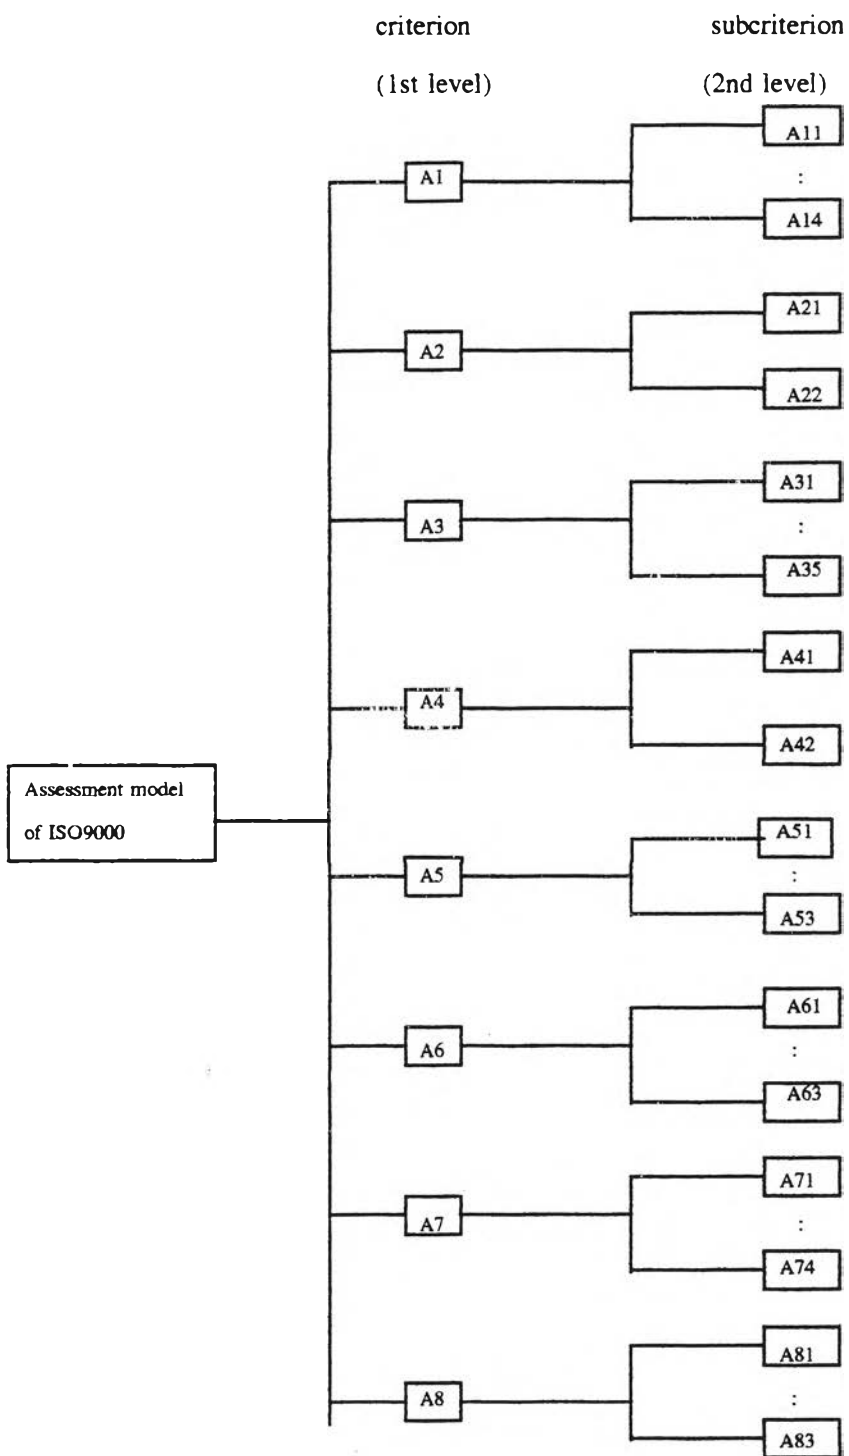 criterion subcriterion
(1st level) (2nd level)
A11
A1
:
A14
A21
A2
A22
A31
A3
:
A35
A41
A4
A42
Assessment model
of ISO9000
A51
A5
:
A53
A61
A6
:
A63
A71
A7
:
A74
A81
A8
:
A83